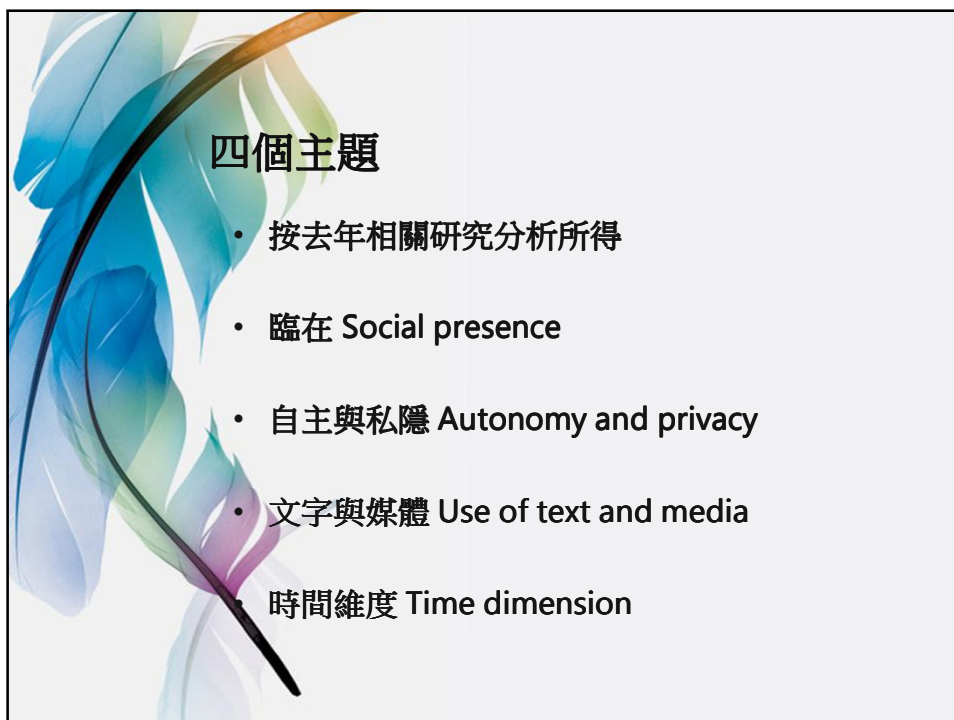 四個主題
• 按去年相關研究分析所得
• 臨在 Social presence
• 自主與私隱 Autonomy and privacy
• 文字與媒體 Use of text and media
• 時間維度 Time dimension